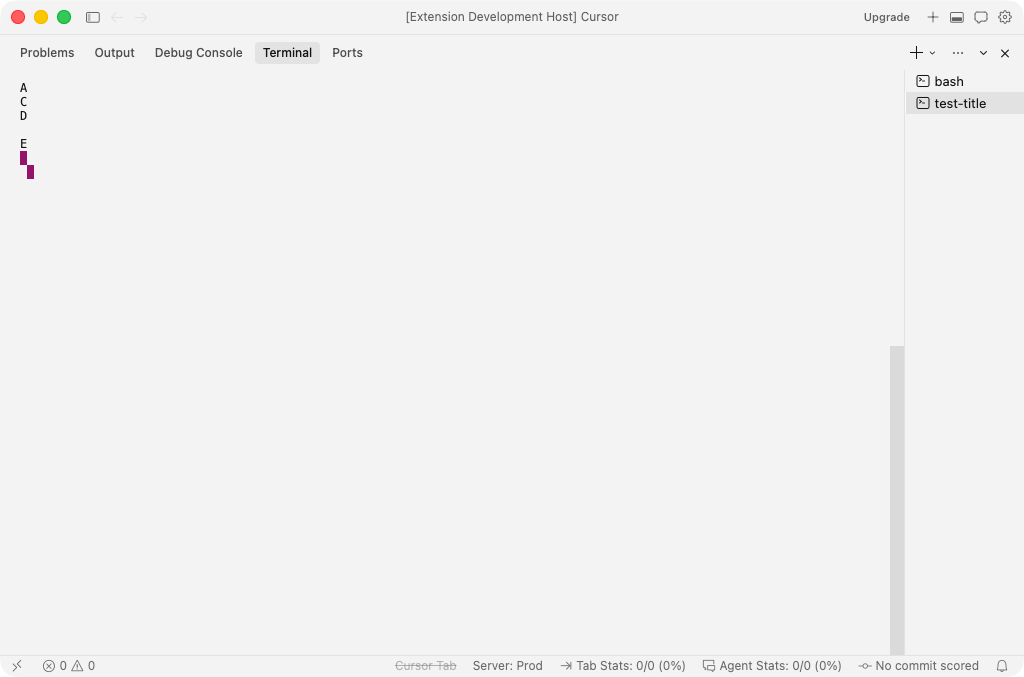 [Extension Development Host] Cursor
Upgrade
Problems
Output
Debug Console
Terminal
Ports
A
C
D
E
bash
test-title
0
0
Cursor Tab
Server: Prod
Tab Stats: 0/0 (0%)
Agent Stats: 0/0 (0%)
No commit scored